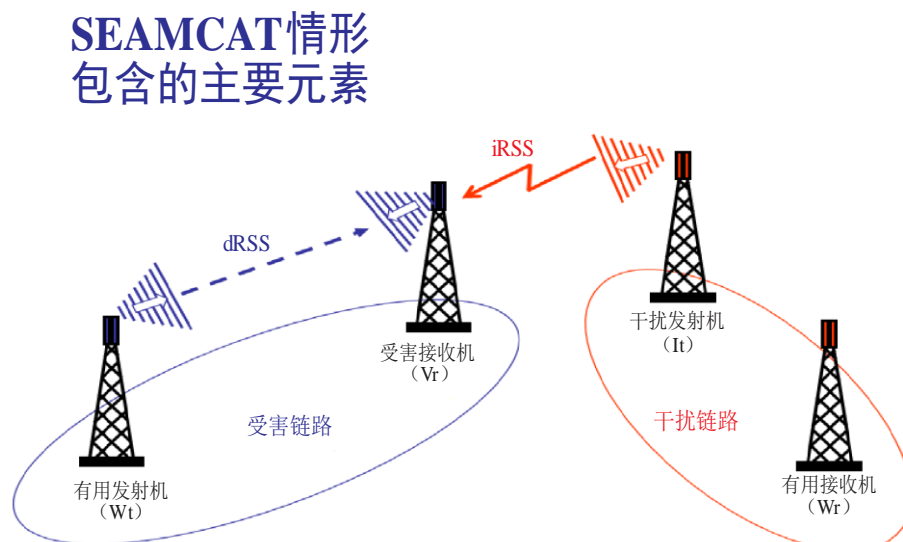 SEAMCAT情形
包含的主要元素
iRSS
dRSS
干扰发射机
（It）
受害接收机
（Vr）
受害链路
干扰链路
有用发射机
（Wt）
有用接收机
（Wr）